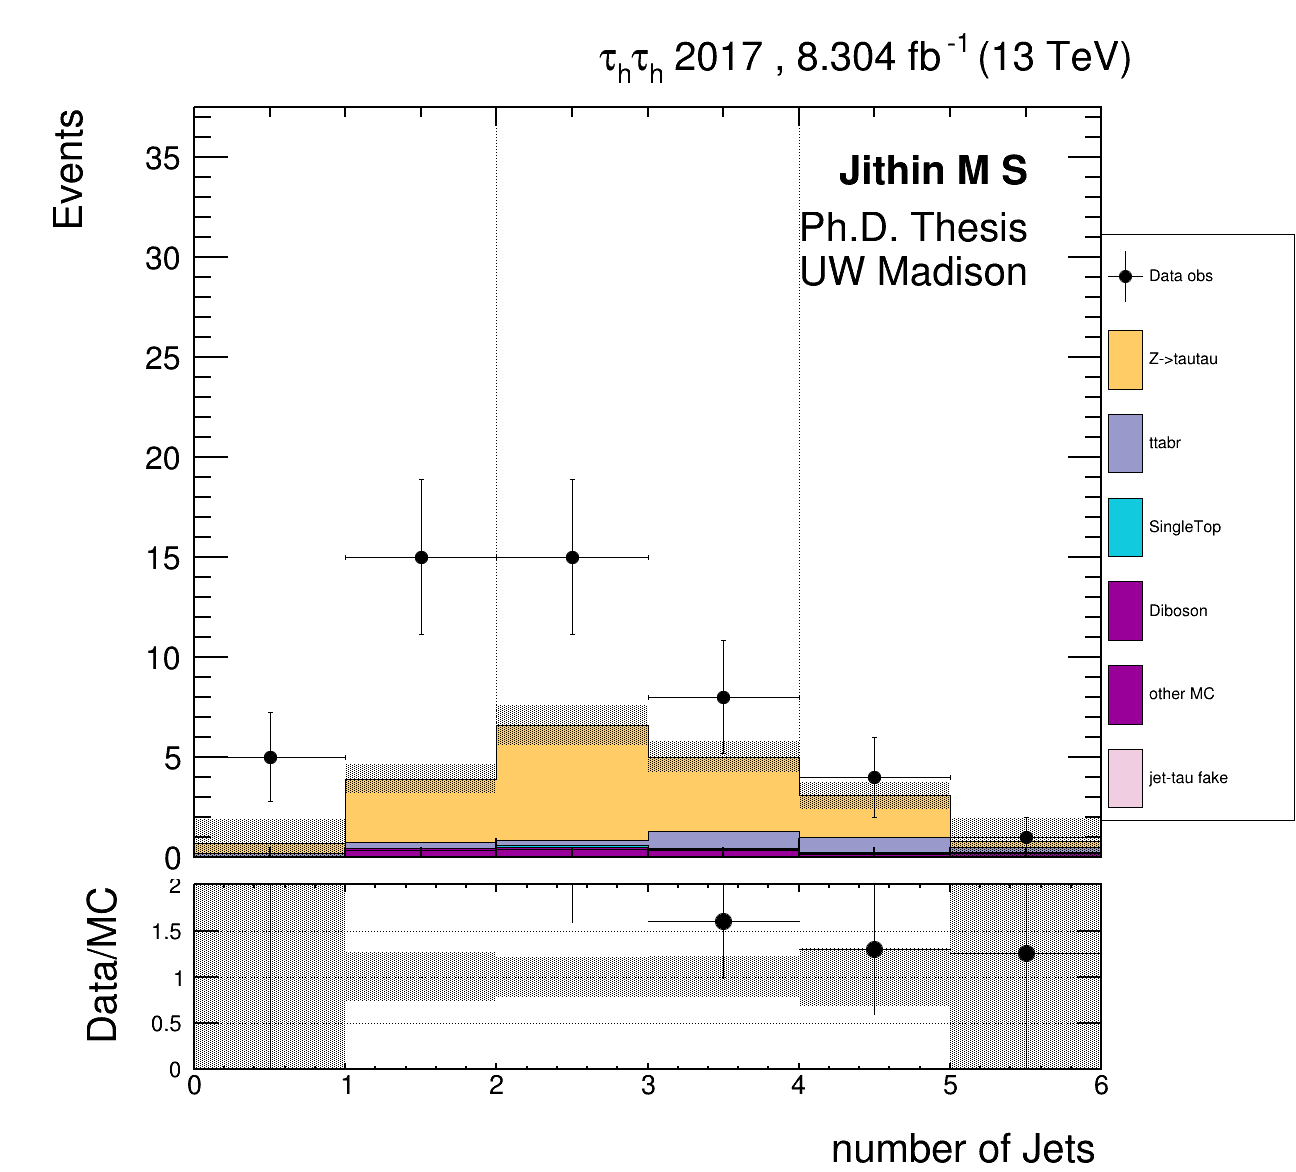 τhτh 2017 , 8.304 fb-1 (13 TeV)
Events
35
30
25
20
15
10
5
0
Jithin M S
Ph.D. Thesis
UW Madison
Data obs
Z->tautau
ttabr
SingleTop
Diboson
other MC
jet-tau fake
Data/MC
2
1.5
1
0.5
0
0 1 2 3 4 5 6
number of Jets